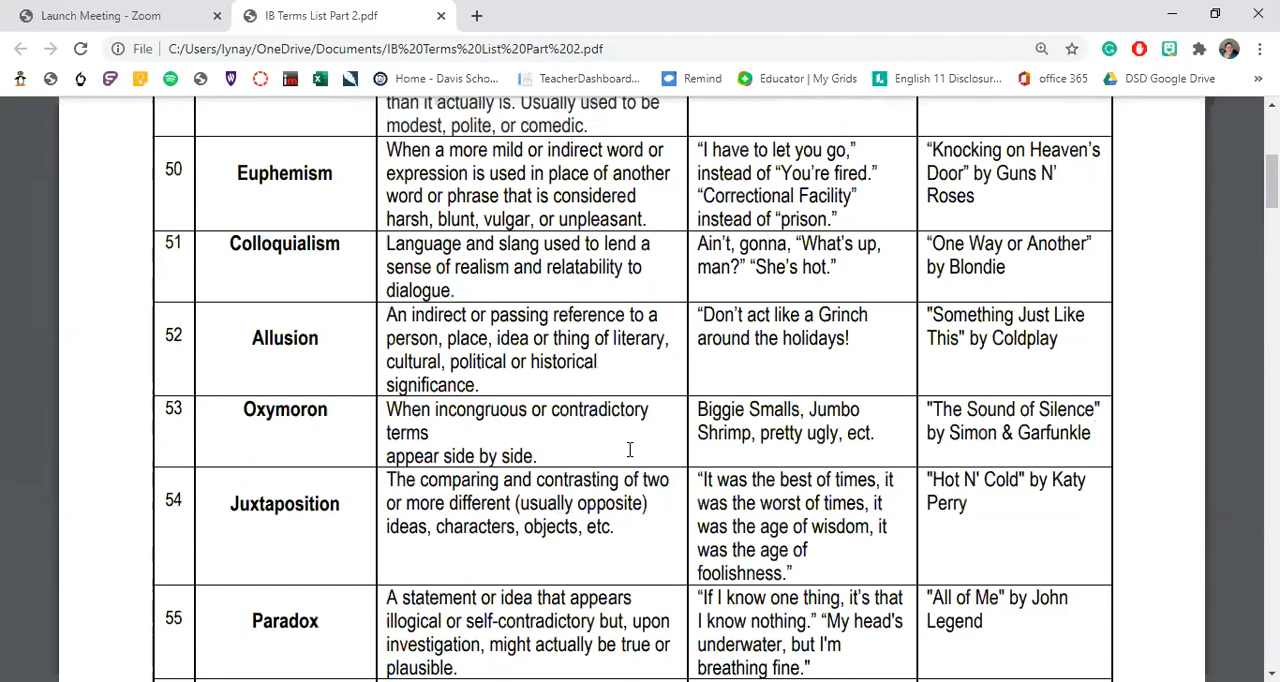 Launch Meeting - Zoom
IB Terms List Part 2.pdf
File
C:/Users/lynay/OneDrive/Documents/IB%20Terms%20List%20Part%202.pdf
Home - Davis Scho...
TeacherDashboard...
Remind
Educator | My Grids
English 11 Disclosur...
office 365
DSD Google Drive
»
than it actually is. Usually used to be
modest, polite, or comedic.
50
Euphemism
When a more mild or indirect word or
expression is used in place of another
word or phrase that is considered
harsh, blunt, vulgar, or unpleasant.
“I have to let you go,”
instead of “You’re fired.”
“Correctional Facility”
instead of “prison.”
“Knocking on Heaven’s
Door” by Guns N’
Roses
51
Colloquialism
Language and slang used to lend a
sense of realism and relatability to
dialogue.
Ain’t, gonna, “What’s up,
man?” “She’s hot.”
“One Way or Another”
by Blondie
52
Allusion
An indirect or passing reference to a
person, place, idea or thing of literary,
cultural, political or historical
significance.
“Don’t act like a Grinch
around the holidays!
"Something Just Like
This" by Coldplay
53
Oxymoron
When incongruous or contradictory
terms
appear side by side.
Biggie Smalls, Jumbo
Shrimp, pretty ugly, ect.
"The Sound of Silence"
by Simon & Garfunkle
54
Juxtaposition
The comparing and contrasting of two
or more different (usually opposite)
ideas, characters, objects, etc.
“It was the best of times, it
was the worst of times, it
was the age of wisdom, it
was the age of
foolishness.”
"Hot N' Cold" by Katy
Perry
55
Paradox
A statement or idea that appears
illogical or self-contradictory but, upon
investigation, might actually be true or
plausible.
“If I know one thing, it’s that
I know nothing.” “My head's
underwater, but I'm
breathing fine."
"All of Me" by John
Legend